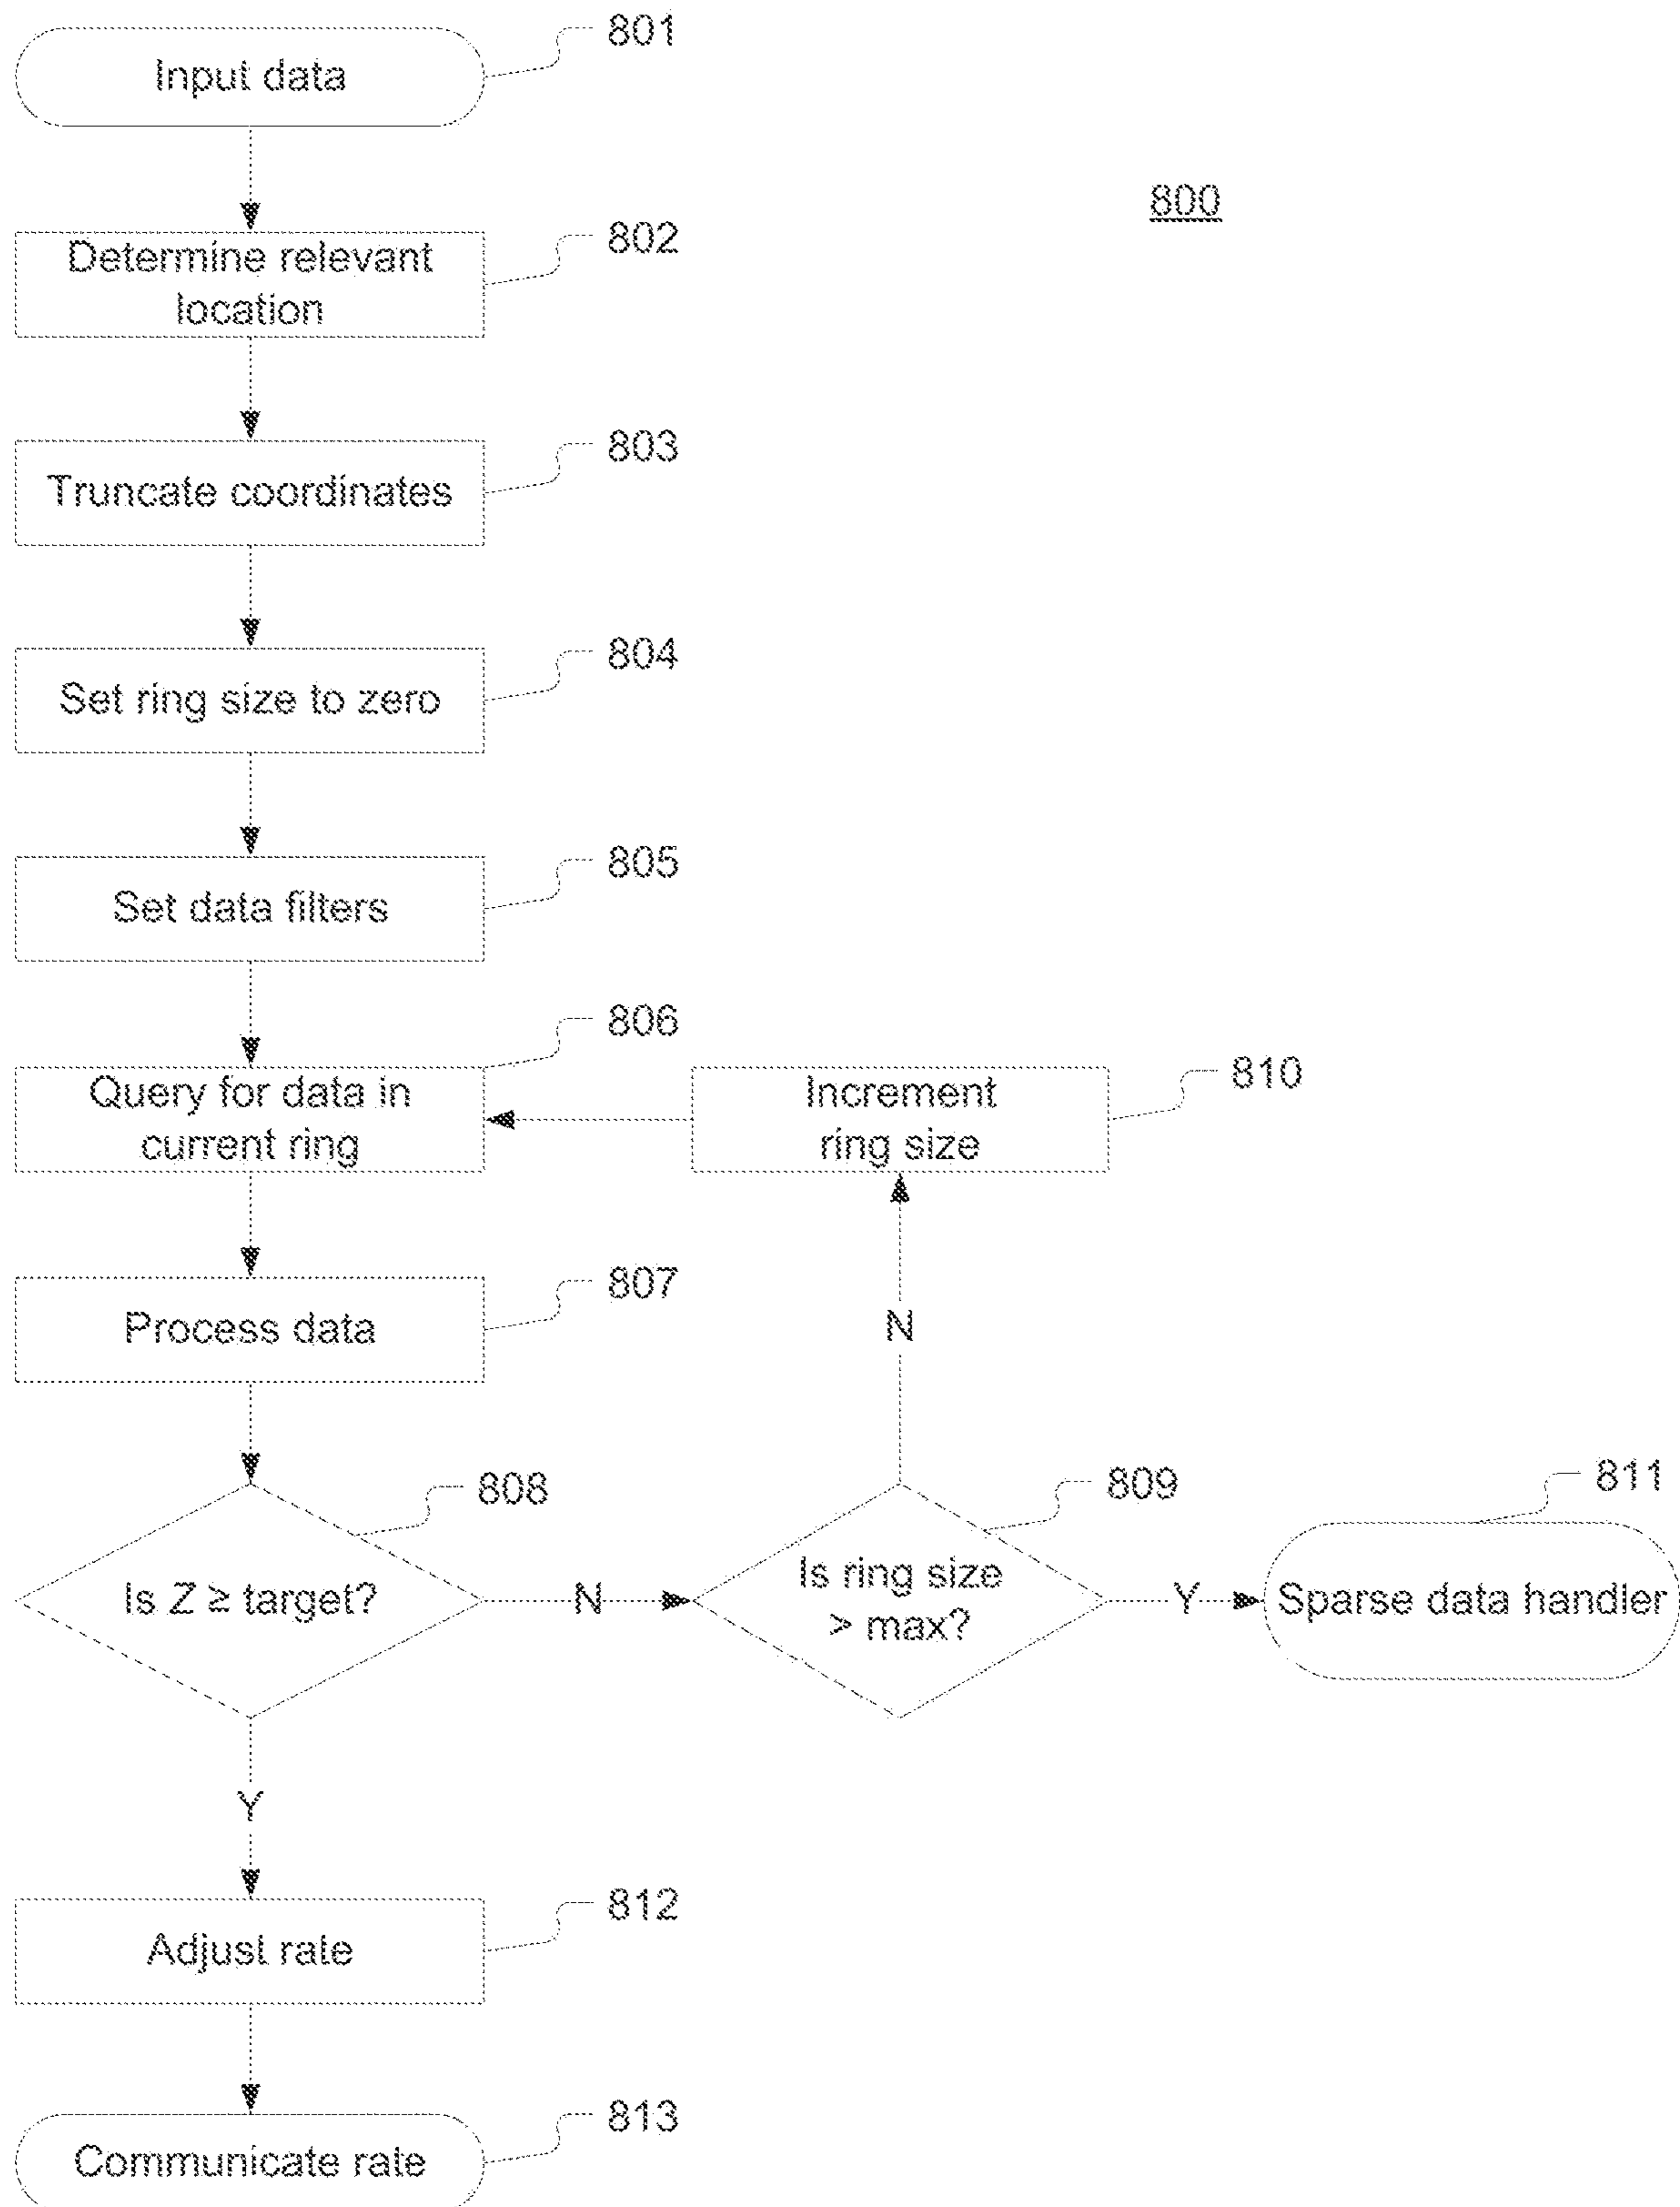 801
Input data
800
802
Determine relevant
location
803
Truncate coordinates
804
Set ring size to zero
805
Set data filters
806
Query for data in
current ring
810
Increment
ring size
807
Process data
N
808
Is Z ≥ target?
N
809
Is ring size
> max?
Y
811
Sparse data handler
Y
812
Adjust rate
813
Communicate rate